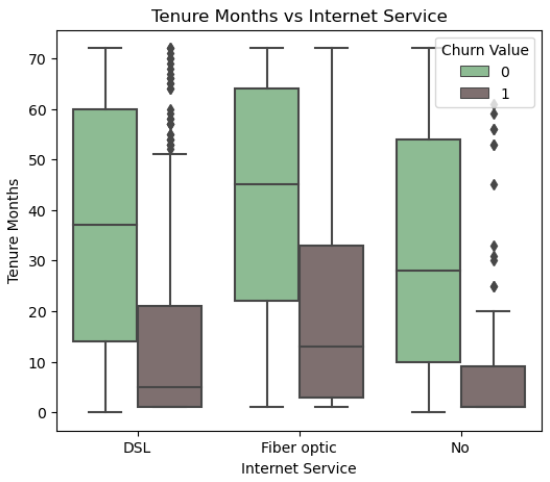 Tenure Months vs Internet Service
Churn Value
0
1
70
60
50
40
30
20
10
0
Tenure Months
DSL
Fiber optic
No
Internet Service